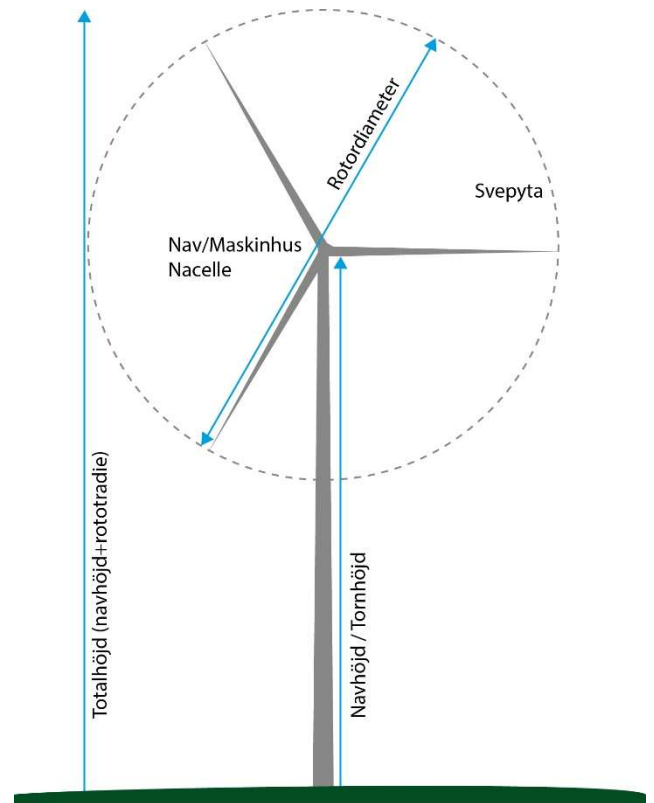 Rotordiameter
Svepyta
Nav/Maskinhus
Nacelle
Totalhöjd (navhöjd+rototradie)
Navhöjd / Tornhöjd